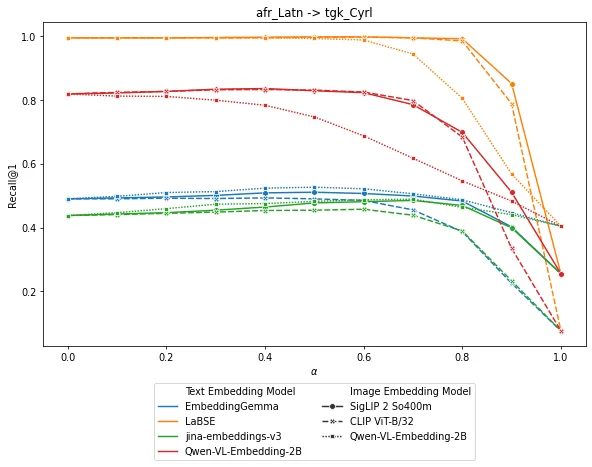 afr_Latn -> tgk_Cyrl
1.0
0.8
0.6
0.4
0.2
Recall@1
0.0 0.2 0.4 0.6 0.8 1.0
α
Text Embedding Model Image Embedding Model
EmbeddingGemma SigLIP 2 So400m
LaBSE CLIP ViT-B/32
jina-embeddings-v3 Qwen-VL-Embedding-2B
Qwen-VL-Embedding-2B